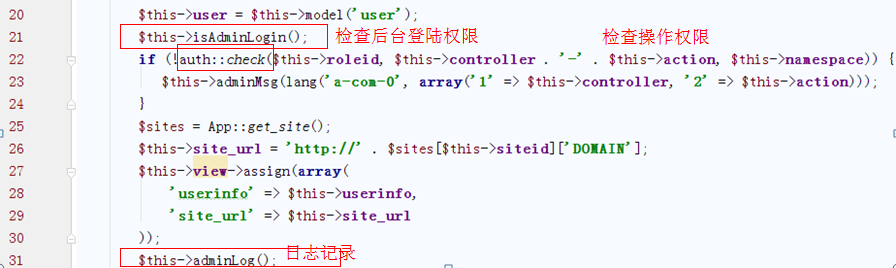 20 $this->user = $this->model('user');
21 $this->isAdminLogin(); 检查后台登陆权限 检查操作权限
22 if (!auth::check($this->roleid, $this->controller . '-' . $this->action, $this->namespace)) {
23 $this->adminMsg(lang('a-com-0', array('1' => $this->controller, '2' => $this->action)));
24 }
25 $sites = App::get_site();
26 $this->site_url = 'http://' . $sites[$this->siteid]['DOMAIN'];
27 $this->view->assign(array(
28 'userinfo' => $this->userinfo,
29 'site_url' => $this->site_url
30 ));
31 $this->adminLog(); 日志记录